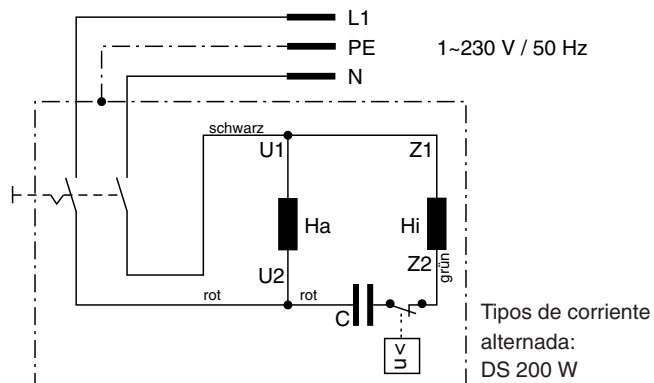 L1
PE
1~230 V / 50 Hz
N
schwarz
U1
Z1
Ha
Hi
U2
Z2
grün
rot
rot
C
n<
Tipos de corriente
alternada:
DS 200 W